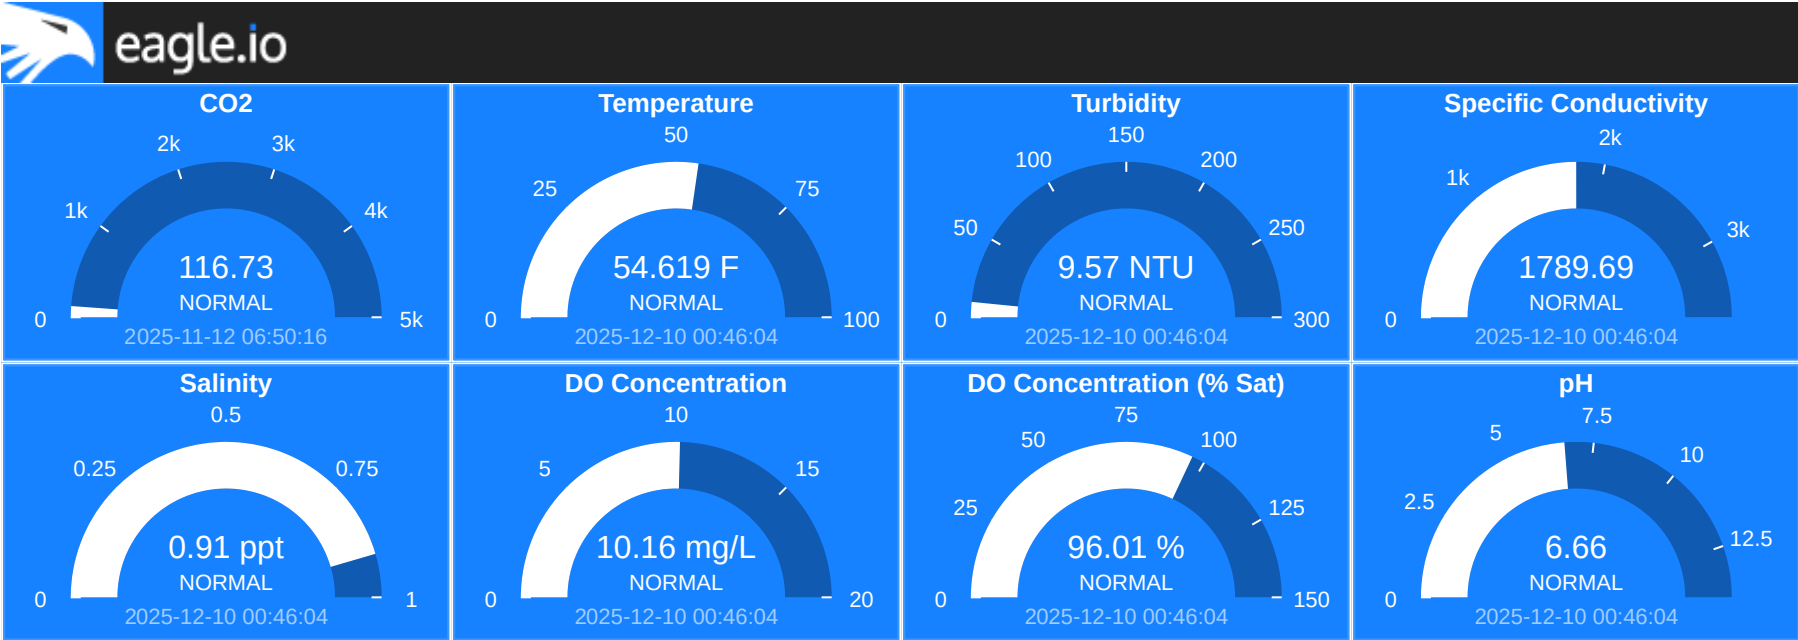 eagle.io
CO2
2k 3k
1k 4k
116.73
NORMAL
0 5k
2025-11-12 06:50:16
Temperature
50
25 75
54.619 F
NORMAL
0 100
2025-12-10 00:46:04
Turbidity
150
100 200
50 250
9.57 NTU
NORMAL
0 300
2025-12-10 00:46:04
Specific Conductivity
2k
1k
3k
1789.69
NORMAL
0
2025-12-10 00:46:04
Salinity
0.5
0.25 0.75
0.91 ppt
NORMAL
0 1
2025-12-10 00:46:04
DO Concentration
10
5 15
10.16 mg/L
NORMAL
0 20
2025-12-10 00:46:04
DO Concentration (% Sat)
75
50 100
25 125
96.01 %
NORMAL
0 150
2025-12-10 00:46:04
pH
7.5
5
10
2.5
12.5
6.66
NORMAL
0
2025-12-10 00:46:04